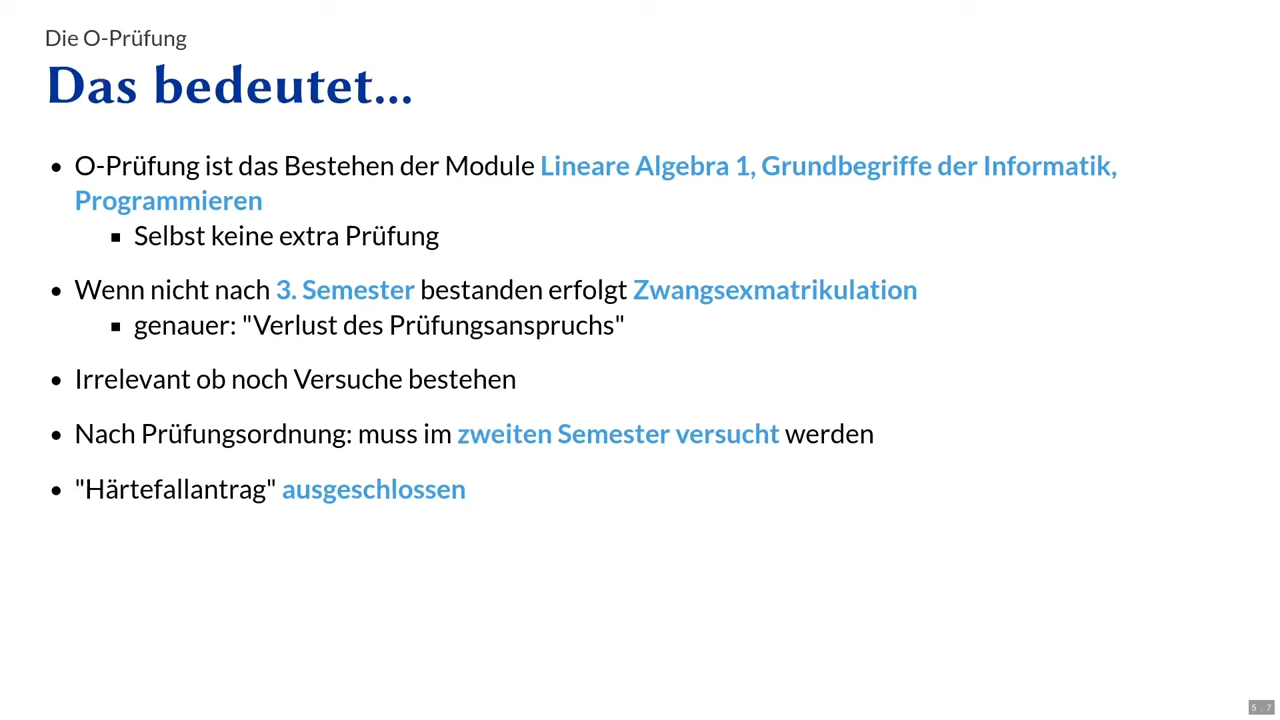 Die O-Prüfung
Das bedeutet...
• O-Prüfung ist das Bestehen der Module Lineare Algebra 1, Grundbegriffe der Informatik,
Programmieren
▪ Selbst keine extra Prüfung
• Wenn nicht nach 3. Semester bestanden erfolgt Zwangsexmatrikulation
▪ genauer: "Verlust des Prüfungsanspruchs"
• Irrelevant ob noch Versuche bestehen
• Nach Prüfungsordnung: muss im zweiten Semester versucht werden
• "Härtefallantrag" ausgeschlossen
5 . 7